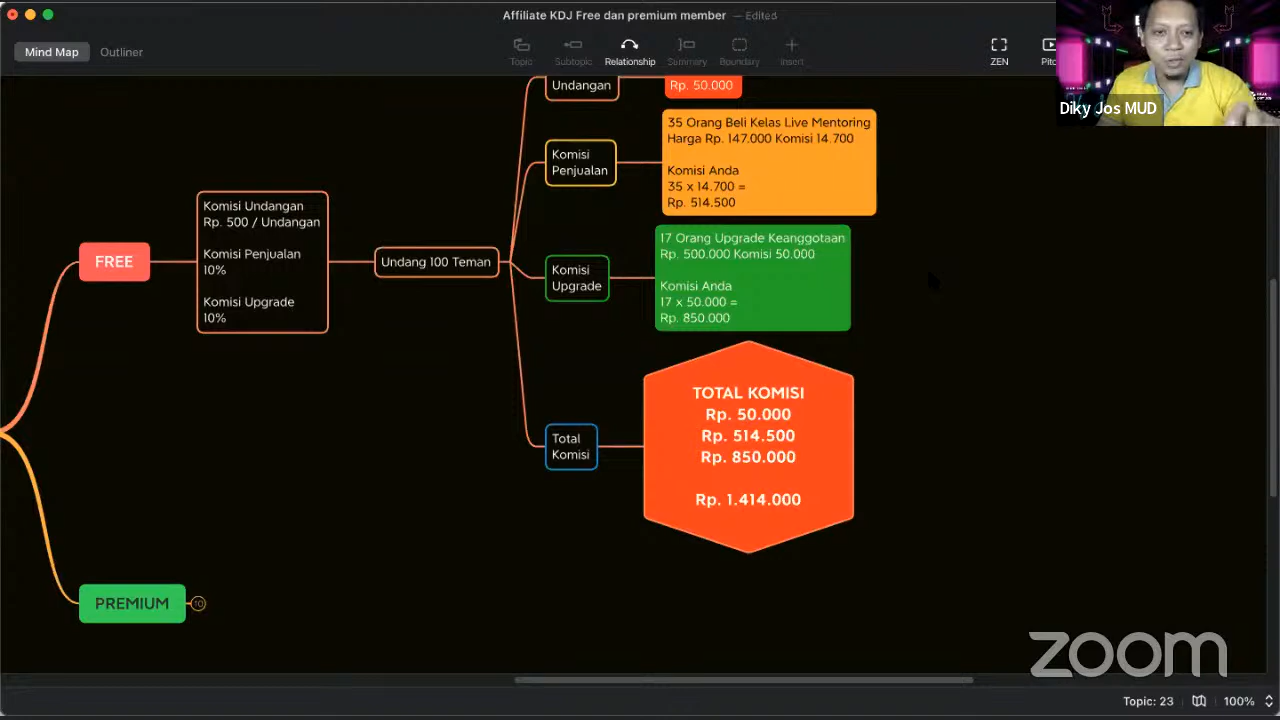 Affiliate KDJ Free dan premium member — Edited
Mind Map
Outliner
Topic
Subtopic
Relationship
Summary
Boundary
Insert
ZEN
Diky Jos MUD
Undangan
Rp. 50.000
Komisi
Penjualan
35 Orang Beli Kelas Live Mentoring
Harga Rp. 147.000 Komisi 14.700
Komisi Anda
35 x 14.700 =
Rp. 514.500
FREE
Komisi Undangan
Rp. 500 / Undangan
Komisi Penjualan
10%
Komisi Upgrade
10%
Undang 100 Teman
Komisi
Upgrade
17 Orang Upgrade Keanggotaan
Rp. 500.000 Komisi 50.000
Komisi Anda
17 x 50.000 =
Rp. 850.000
Total
Komisi
TOTAL KOMISI
Rp. 50.000
Rp. 514.500
Rp. 850.000
Rp. 1.414.000
PREMIUM
10
zoom
Topic: 23
100%